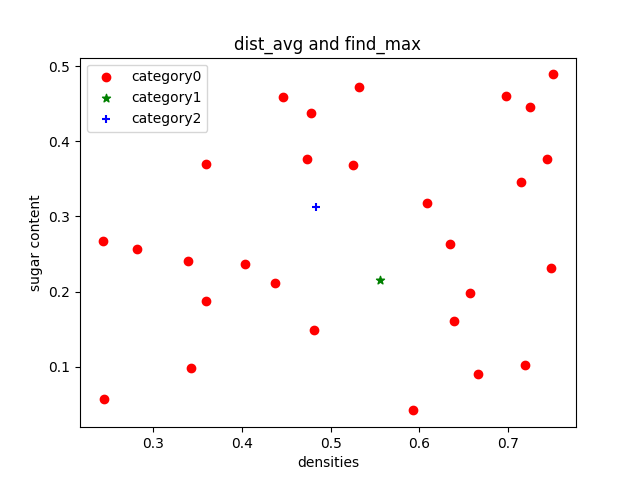 dist_avg and find_max
category0
category1
category2
0.5
0.4
0.3
0.2
0.1
sugar content
0.3 0.4 0.5 0.6 0.7
densities